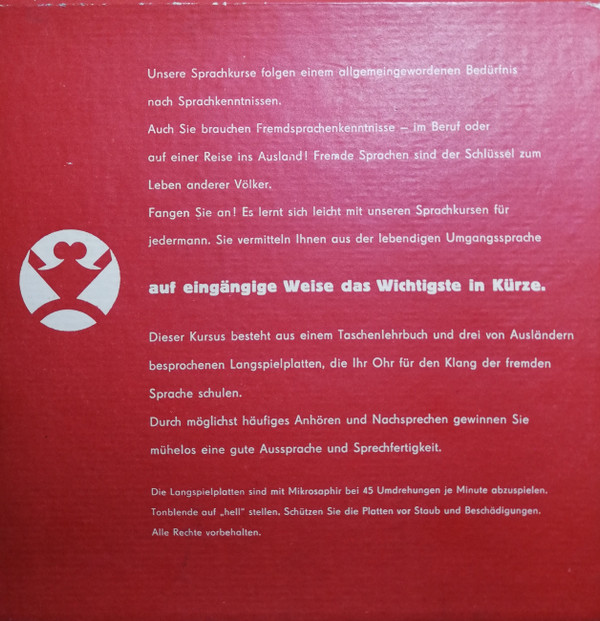 Unsere Sprachkurse folgen einem allgemeingewordenen Bedürfnis
nach Sprachkenntnissen.
Auch Sie brauchen Fremdsprachenkenntnisse – im Beruf oder
auf einer Reise ins Ausland! Fremde Sprachen sind der Schlüssel zum
Leben anderer Völker.
Fangen Sie an! Es lernt sich leicht mit unseren Sprachkursen für
jedermann. Sie vermitteln Ihnen aus der lebendigen Umgangssprache
auf eingängige Weise das Wichtigste in Kürze.
Dieser Kursus besteht aus einem Taschenlehrbuch und drei von Ausländern
besprochenen Langspielplatten, die Ihr Ohr für den Klang der fremden
Sprache schulen.
Durch möglichst häufiges Anhören und Nachsprechen gewinnen Sie
mühelos eine gute Aussprache und Sprechfertigkeit.
Die Langspielplatten sind mit Mikrosaphir bei 45 Umdrehungen je Minute abzuspielen.
Tonblende auf „hell“ stellen. Schützen Sie die Platten vor Staub und Beschädigungen.
Alle Rechte vorbehalten.